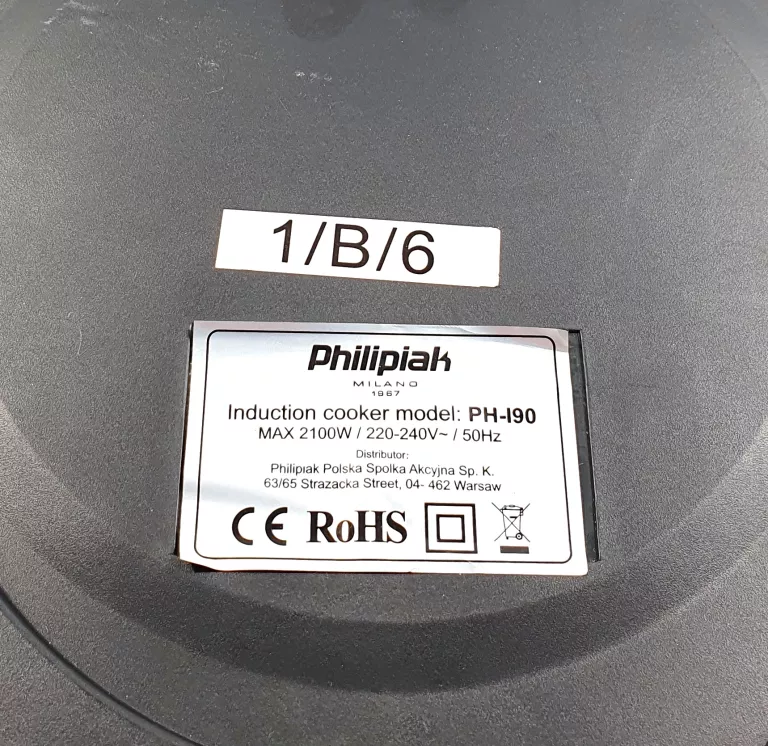 1/B/6
Philipiak
MILANO
1967
Induction cooker model: PH-I90
MAX 2100W / 220-240V~ / 50Hz
Distributor:
Philipiak Polska Spolka Akcyjna Sp. K.
63/65 Strazacka Street, 04- 462 Warsaw
CE RoHS